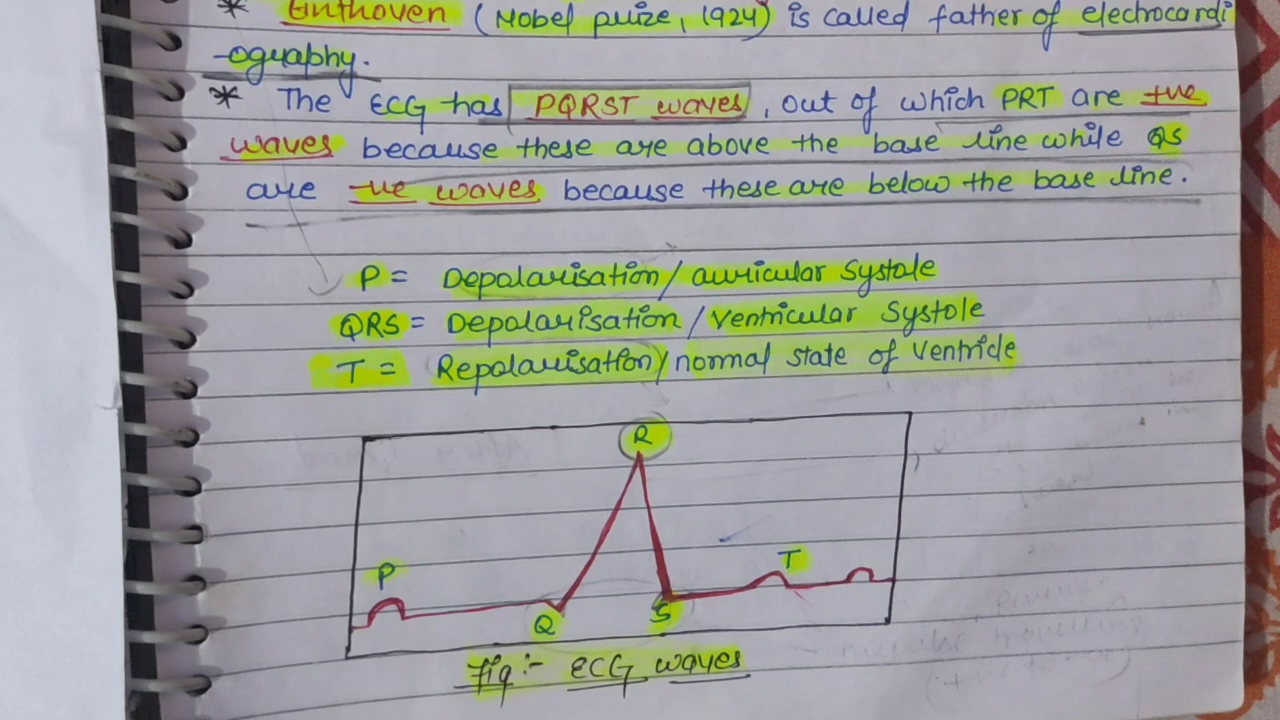 * Einthoven (Nobel prize, 1924) is called father of electrocardi
-ography.
* The ECG has PQRST waves, out of which PRT are +ve
waves because these are above the base line while QS
are -ve waves because these are below the base line.
P = Depolarisation/ auricular systole
QRS = Depolarisation / Ventricular Systole
T = Repolarisation/normal state of Ventricle
R
P
T
Q
S
fig:- ECG waves